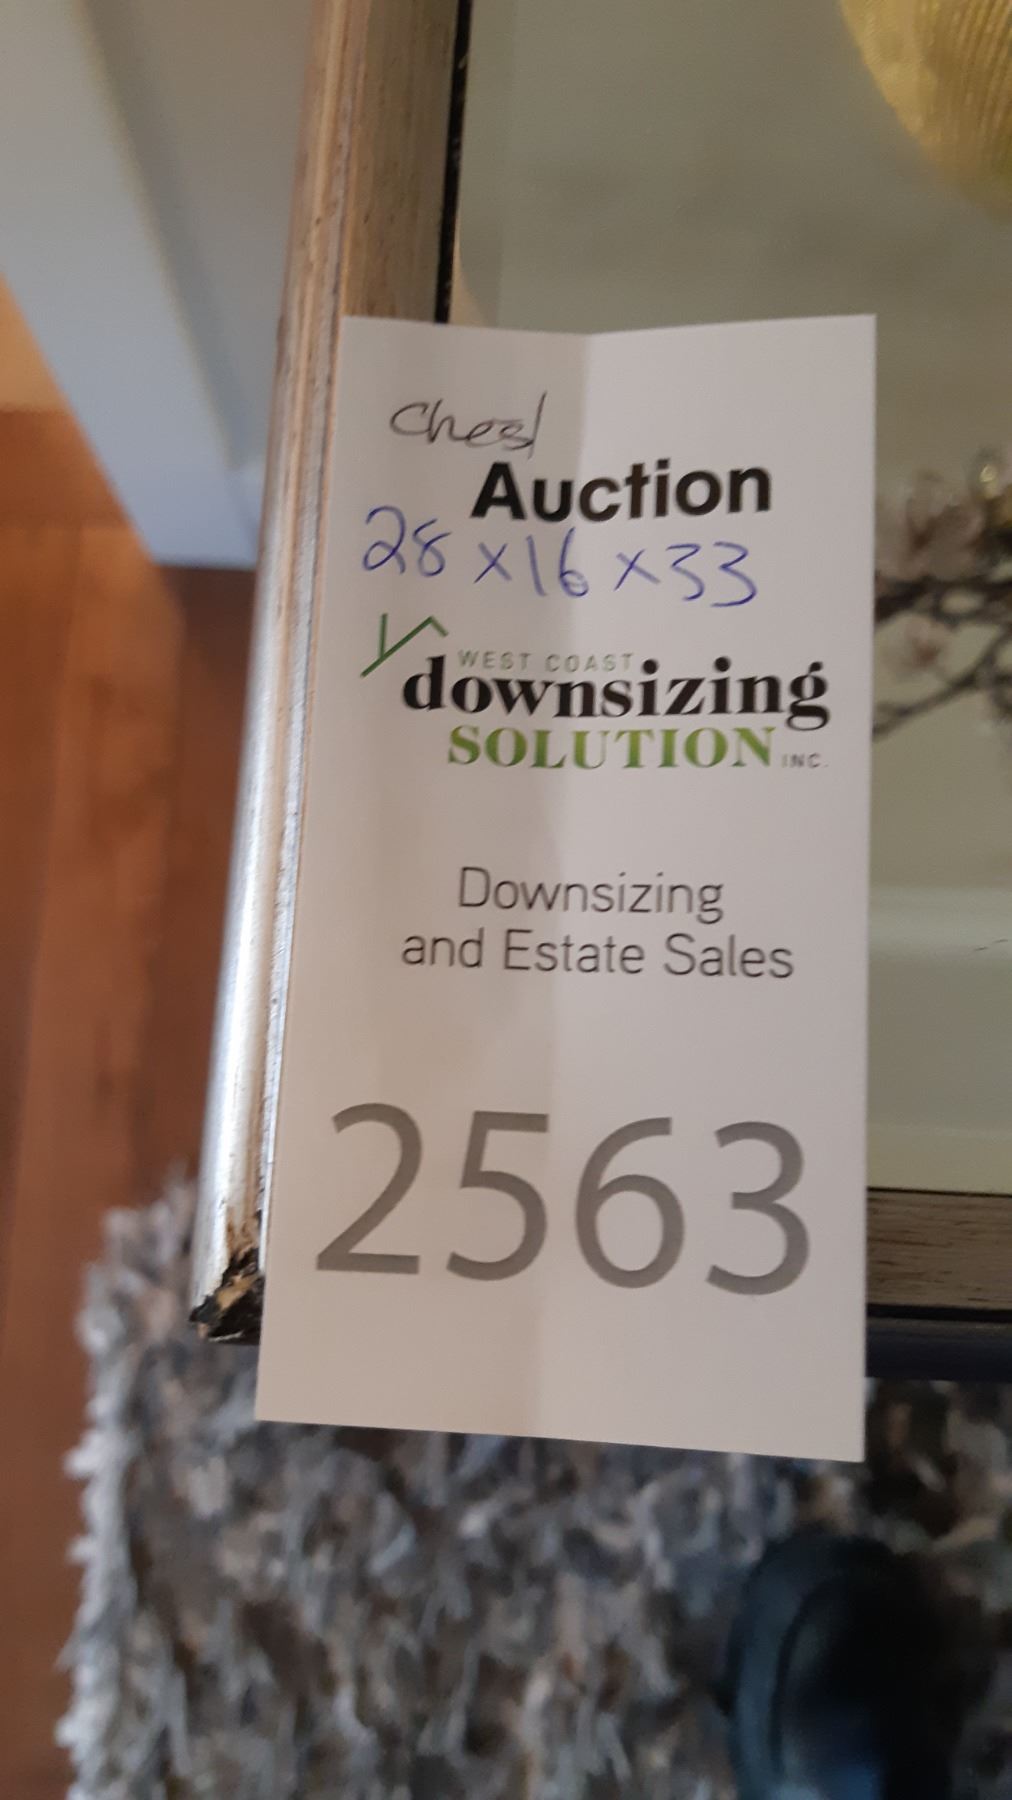 Chest
Auction
28 x 16 x 33
WEST COAST
downsizing
SOLUTION INC.
Downsizing
and Estate Sales
2563